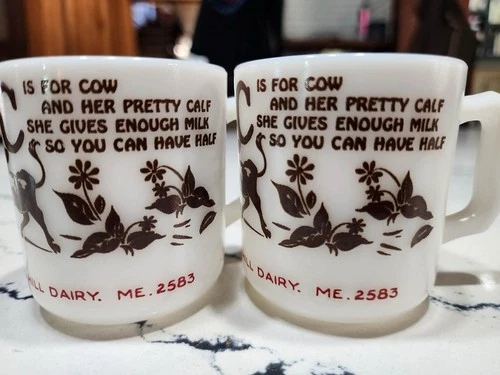 C IS FOR COW
AND HER PRETTY CALF
SHE GIVES ENOUGH MILK
SO YOU CAN HAVE HALF
DAIRY. ME. 2583
C IS FOR COW
AND HER PRETTY CALF
SHE GIVES ENOUGH MILK
SO YOU CAN HAVE HALF
DAIRY. ME. 2583